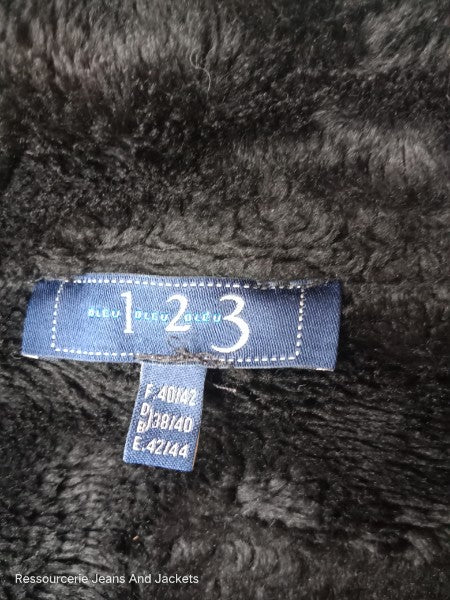 BLEU BLEU BLEU
1 2 3
F.40/42
D
B}38/40
E.42/44
Ressourcerie Jeans And Jackets